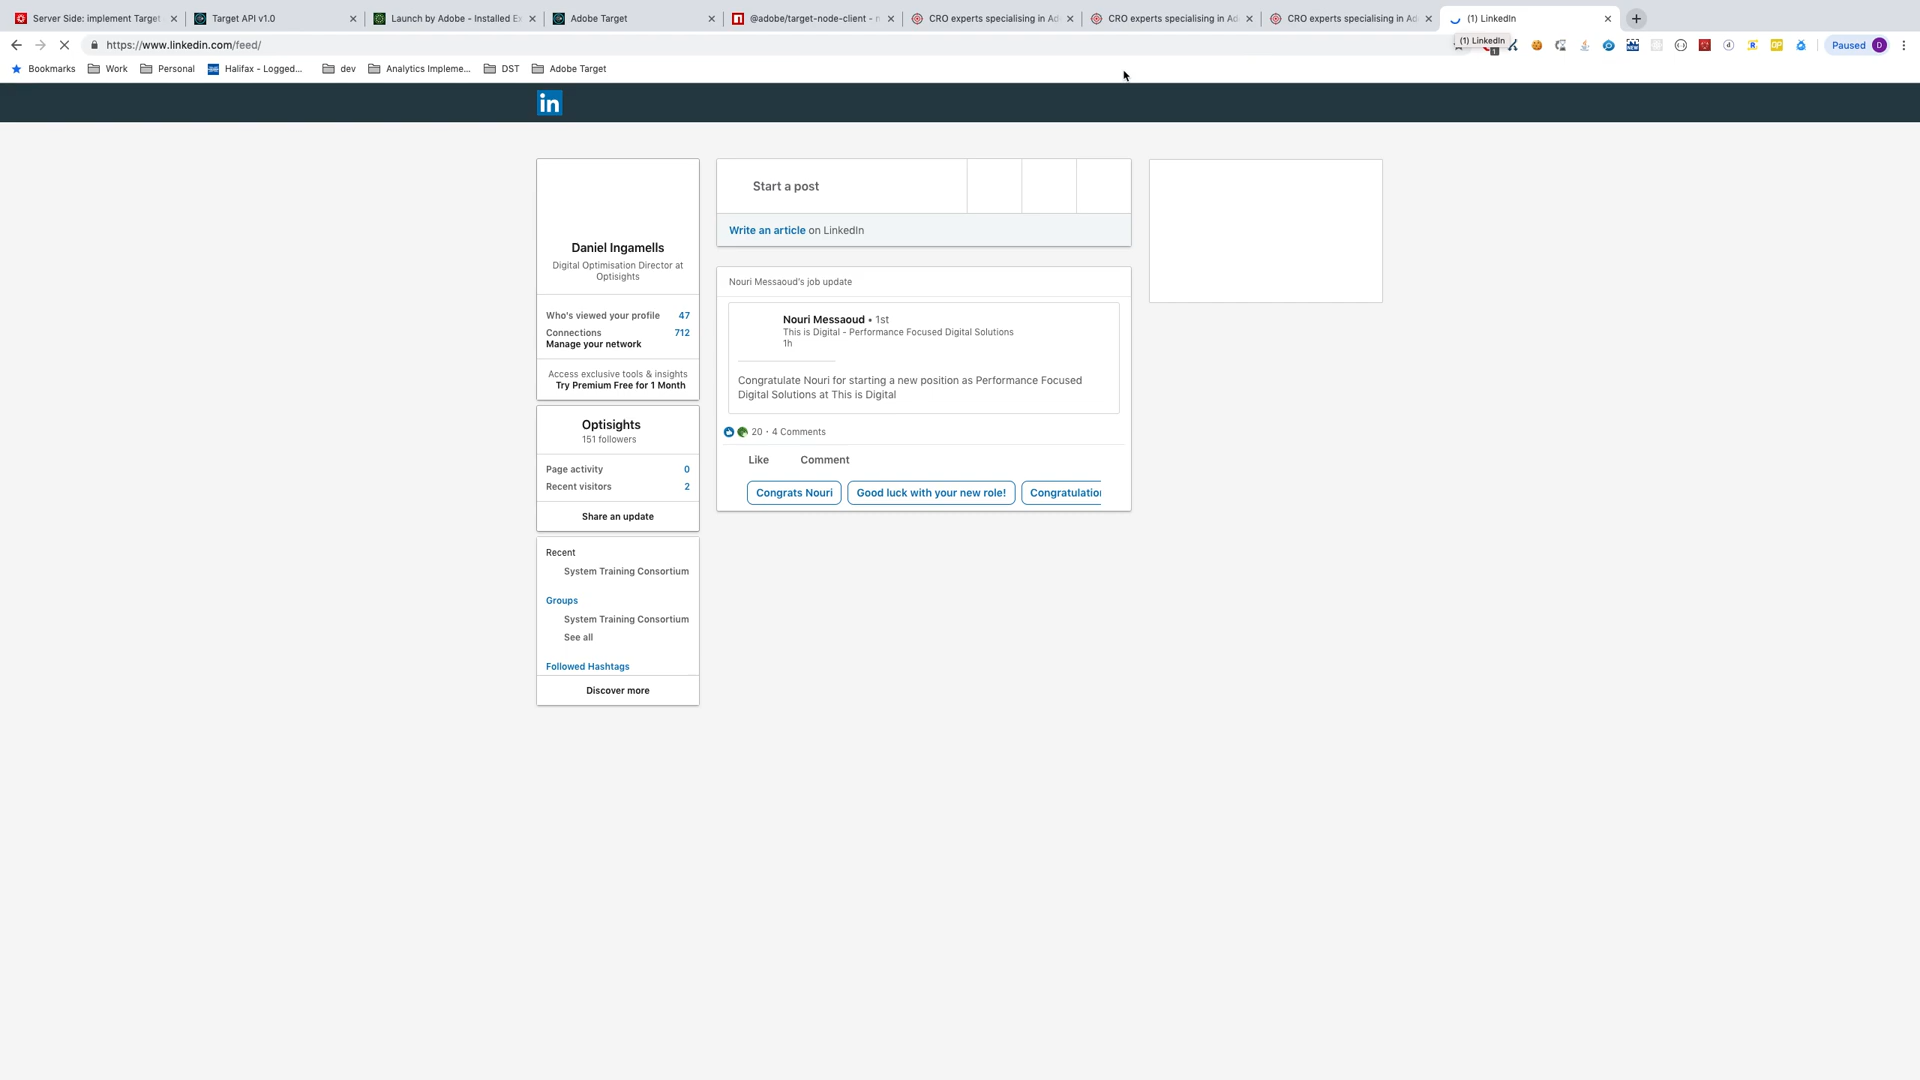 Server Side: implement Target
Target API v1.0
Launch by Adobe - Installed Ex
Adobe Target
@adobe/target-node-client - n
CRO experts specialising in Ad
CRO experts specialising in Ad
CRO experts specialising in Ad
(1) LinkedIn
https://www.linkedin.com/feed/
(1) LinkedIn
Paused
D
Bookmarks
Work
Personal
Halifax - Logged...
dev
Analytics Impleme...
DST
Adobe Target
in
Daniel Ingamells
Digital Optimisation Director at
Optisights
Who's viewed your profile 47
Connections 712
Manage your network
Access exclusive tools & insights
Try Premium Free for 1 Month
Optisights
151 followers
Page activity 0
Recent visitors 2
Share an update
Recent
System Training Consortium
Groups
System Training Consortium
See all
Followed Hashtags
Discover more
Start a post
Write an article on LinkedIn
Nouri Messaoud's job update
Nouri Messaoud • 1st
This is Digital - Performance Focused Digital Solutions
1h
Congratulate Nouri for starting a new position as Performance Focused
Digital Solutions at This is Digital
20 · 4 Comments
Like Comment
Congrats Nouri
Good luck with your new role!
Congratulation